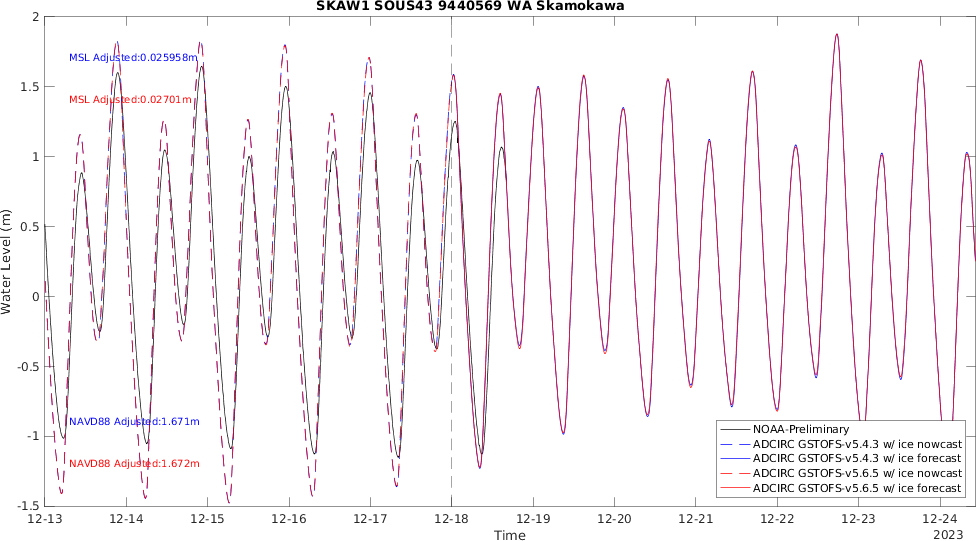 SKAW1 SOUS43 9440569 WA Skamokawa
Water Level (m)
2
1.5
1
0.5
0
-0.5
-1
-1.5
MSL Adjusted:0.025958m
MSL Adjusted:0.02701m
NAVD88 Adjusted:1.671m
NAVD88 Adjusted:1.672m
NOAA-Preliminary
ADCIRC GSTOFS-v5.4.3 w/ ice nowcast
ADCIRC GSTOFS-v5.4.3 w/ ice forecast
ADCIRC GSTOFS-v5.6.5 w/ ice nowcast
ADCIRC GSTOFS-v5.6.5 w/ ice forecast
12-13 12-14 12-15 12-16 12-17 12-18 12-19 12-20 12-21 12-22 12-23 12-24
Time
2023